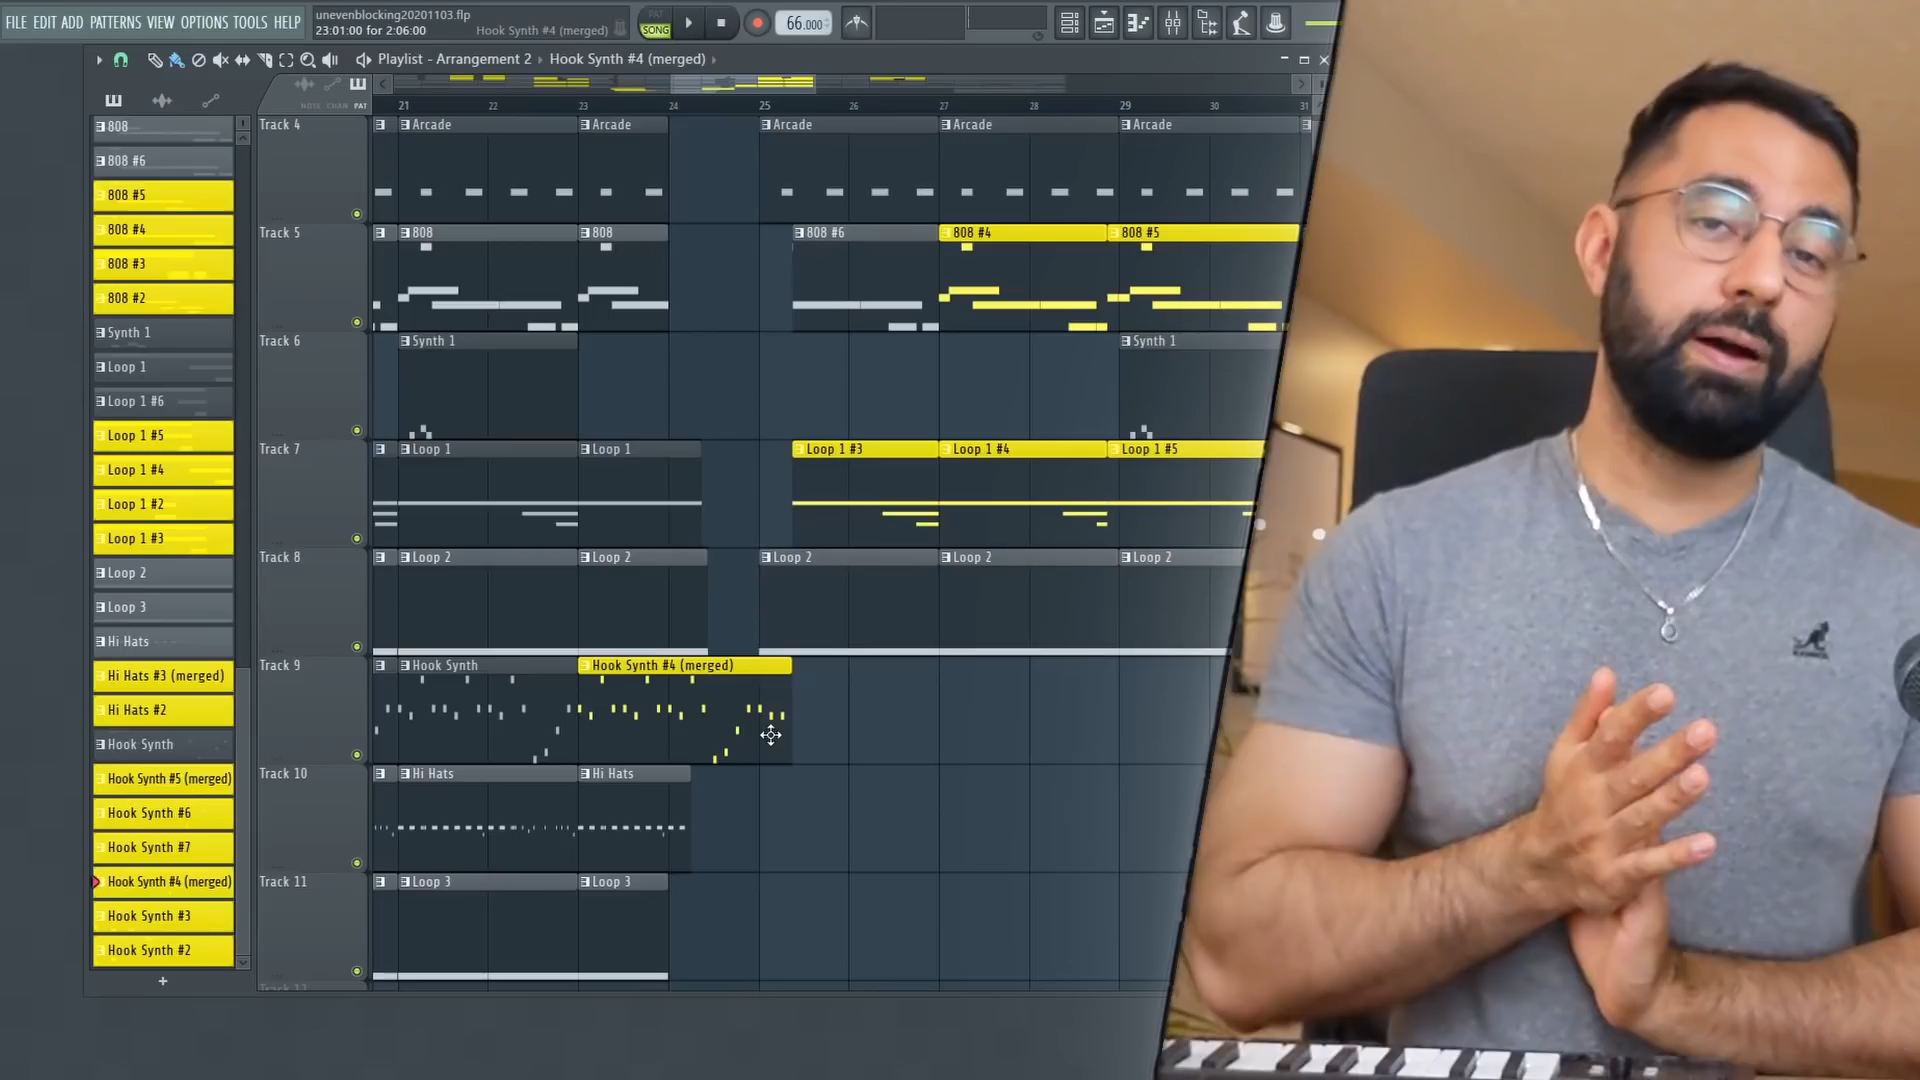 FILE EDIT ADD PATTERNS VIEW OPTIONS TOOLS HELP
unevenblocking20201103.flp
23:01:00 for 2:06:00
Hook Synth #4 (merged)
PAT
SONG
66.000
Playlist - Arrangement 2 › Hook Synth #4 (merged) ›
NOTE CHAN PAT
21 22 23 24 25 26 27 28 29 30 31
808
808 #6
808 #5
808 #4
808 #3
808 #2
Synth 1
Loop 1
Loop 1 #6
Loop 1 #5
Loop 1 #4
Loop 1 #2
Loop 1 #3
Loop 2
Loop 3
Hi Hats
Hi Hats #3 (merged)
Hi Hats #2
Hook Synth
Hook Synth #5 (merged)
Hook Synth #6
Hook Synth #7
Hook Synth #4 (merged)
Hook Synth #3
Hook Synth #2
+
Track 4
Arcade Arcade Arcade Arcade Arcade
Track 5
808 808 808 #6 808 #4 808 #5
Track 6
Synth 1 Synth 1
Track 7
Loop 1 Loop 1 Loop 1 #3 Loop 1 #4 Loop 1 #5
Track 8
Loop 2 Loop 2 Loop 2 Loop 2 Loop 2
Track 9
Hook Synth Hook Synth #4 (merged)
Track 10
Hi Hats Hi Hats
Track 11
Loop 3 Loop 3
KANGOL